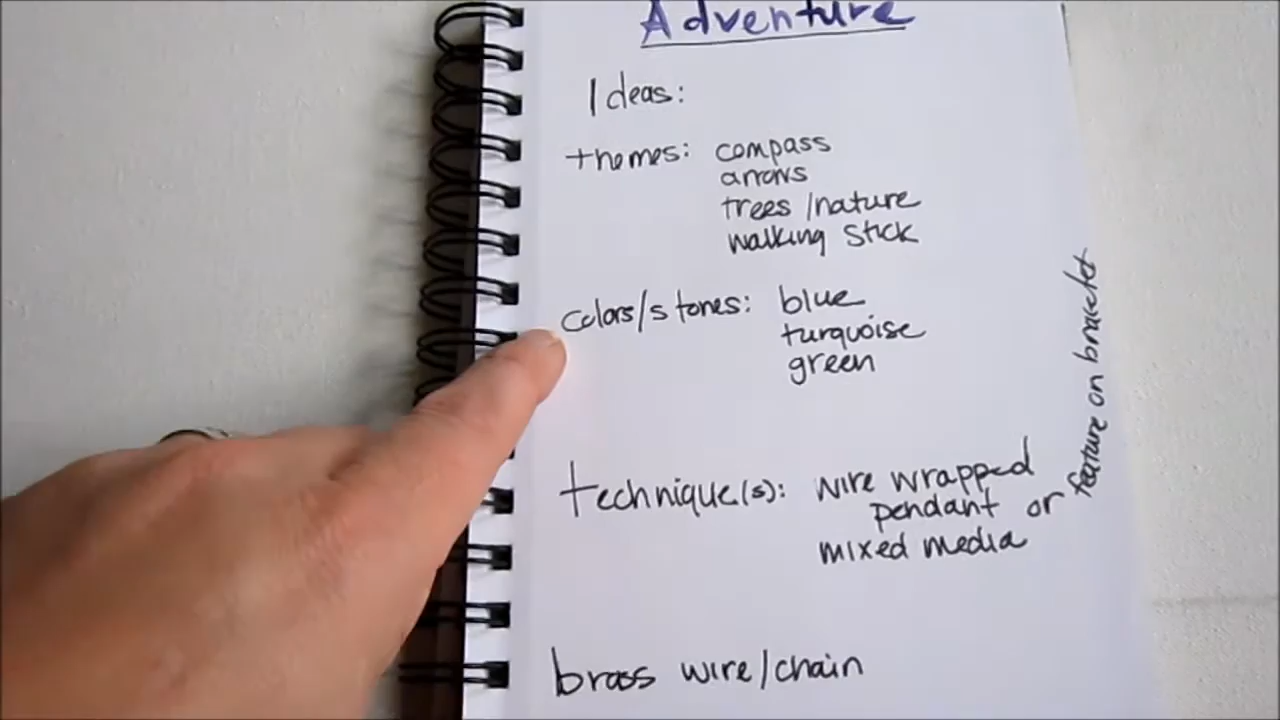 Adventure
Ideas:
themes: compass
arrows
trees/nature
walking stick
colors/stones: blue
turquoise
green
technique(s): wire wrapped
pendant or feature on bracelet
mixed media
brass wire/chain